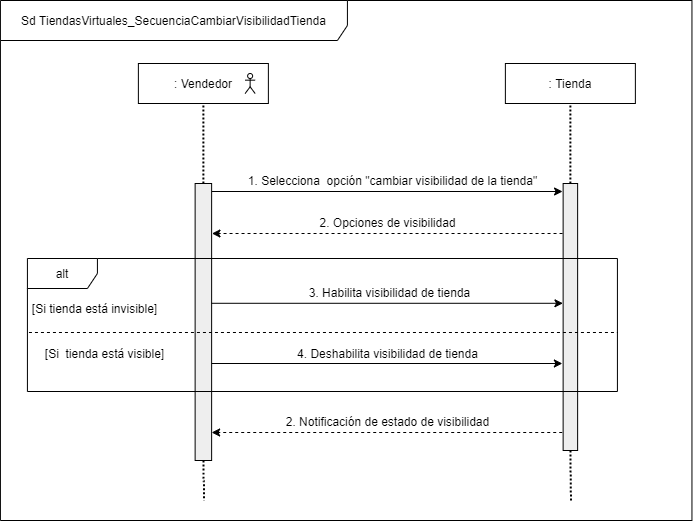 Sd TiendasVirtuales_SecuenciaCambiarVisibilidadTienda
: Vendedor
: Tienda
1. Selecciona opción "cambiar visibilidad de la tienda"
2. Opciones de visibilidad
alt
3. Habilita visibilidad de tienda
[Si tienda está invisible]
[Si tienda está visible]
4. Deshabilita visibilidad de tienda
2. Notificación de estado de visibilidad